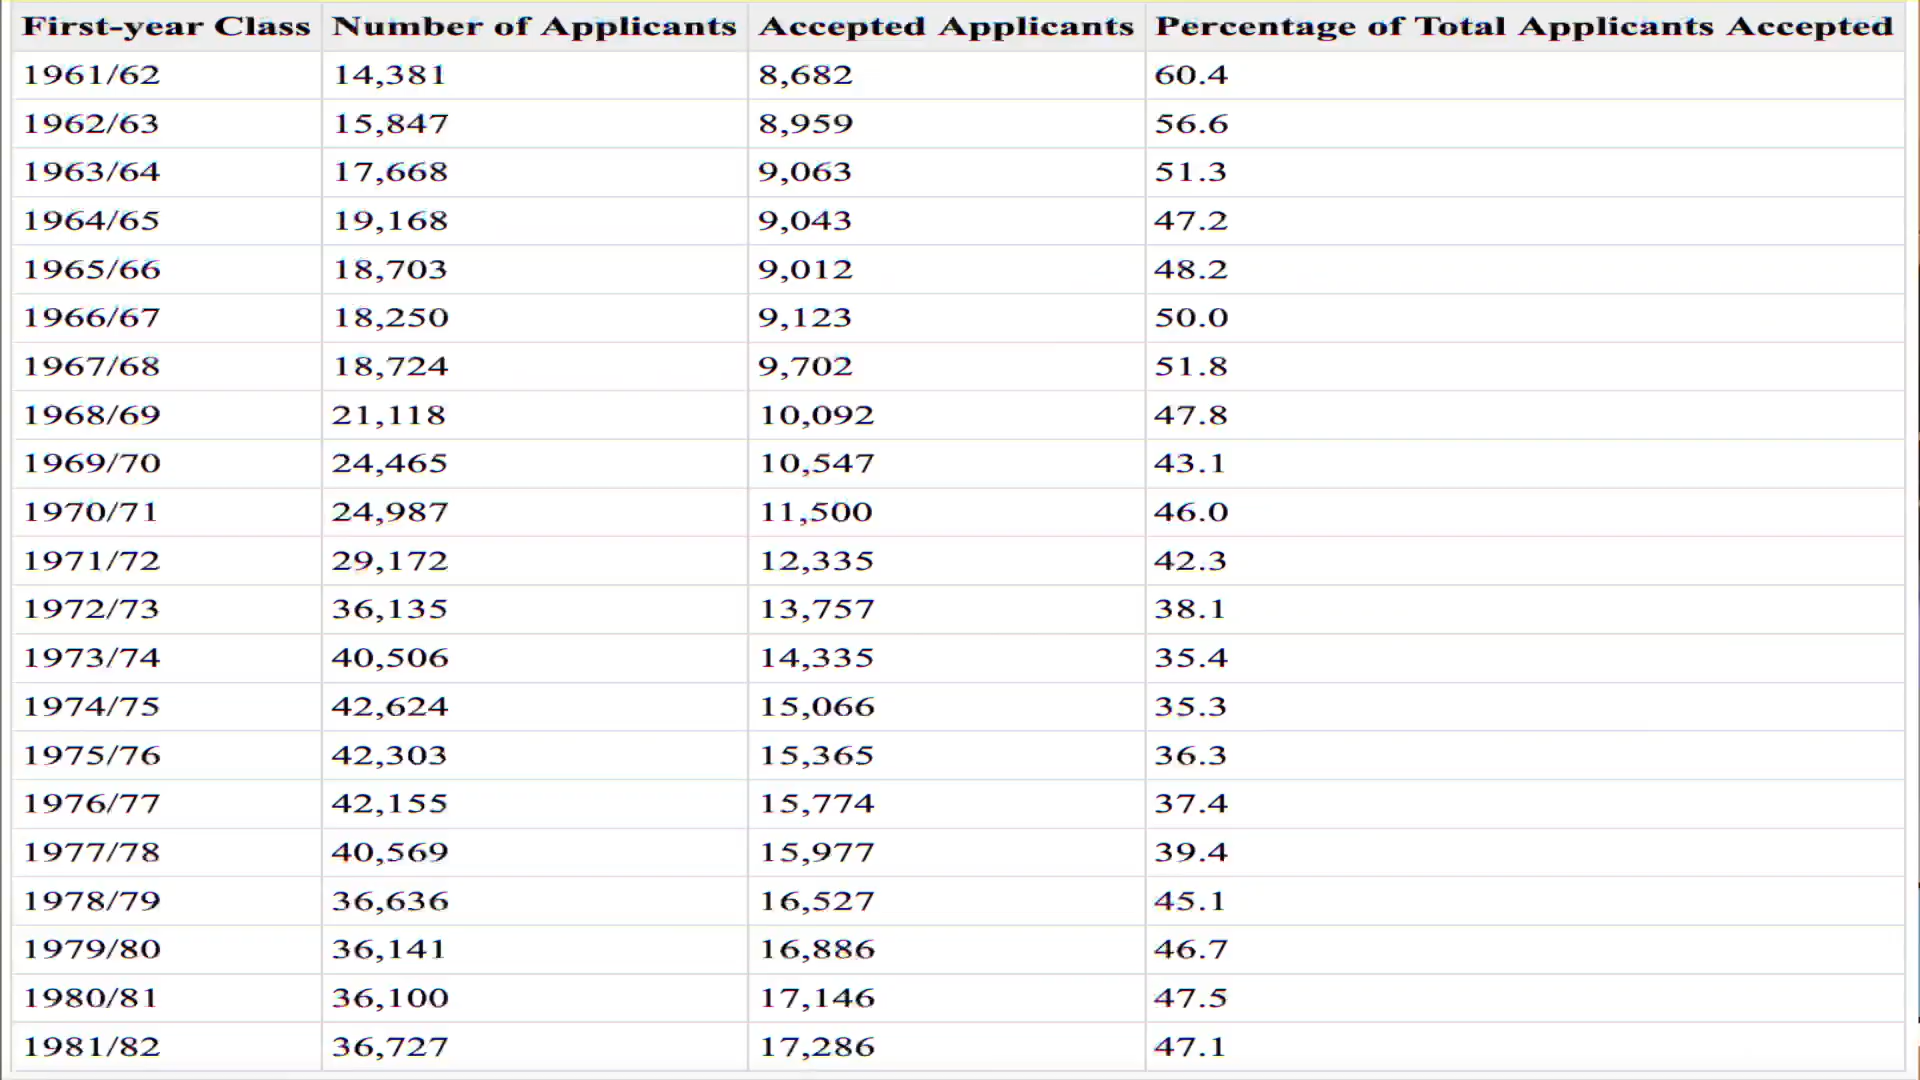 First-year Class Number of Applicants Accepted Applicants Percentage of Total Applicants Accepted
1961/62 14,381 8,682 60.4
1962/63 15,847 8,959 56.6
1963/64 17,668 9,063 51.3
1964/65 19,168 9,043 47.2
1965/66 18,703 9,012 48.2
1966/67 18,250 9,123 50.0
1967/68 18,724 9,702 51.8
1968/69 21,118 10,092 47.8
1969/70 24,465 10,547 43.1
1970/71 24,987 11,500 46.0
1971/72 29,172 12,335 42.3
1972/73 36,135 13,757 38.1
1973/74 40,506 14,335 35.4
1974/75 42,624 15,066 35.3
1975/76 42,303 15,365 36.3
1976/77 42,155 15,774 37.4
1977/78 40,569 15,977 39.4
1978/79 36,636 16,527 45.1
1979/80 36,141 16,886 46.7
1980/81 36,100 17,146 47.5
1981/82 36,727 17,286 47.1